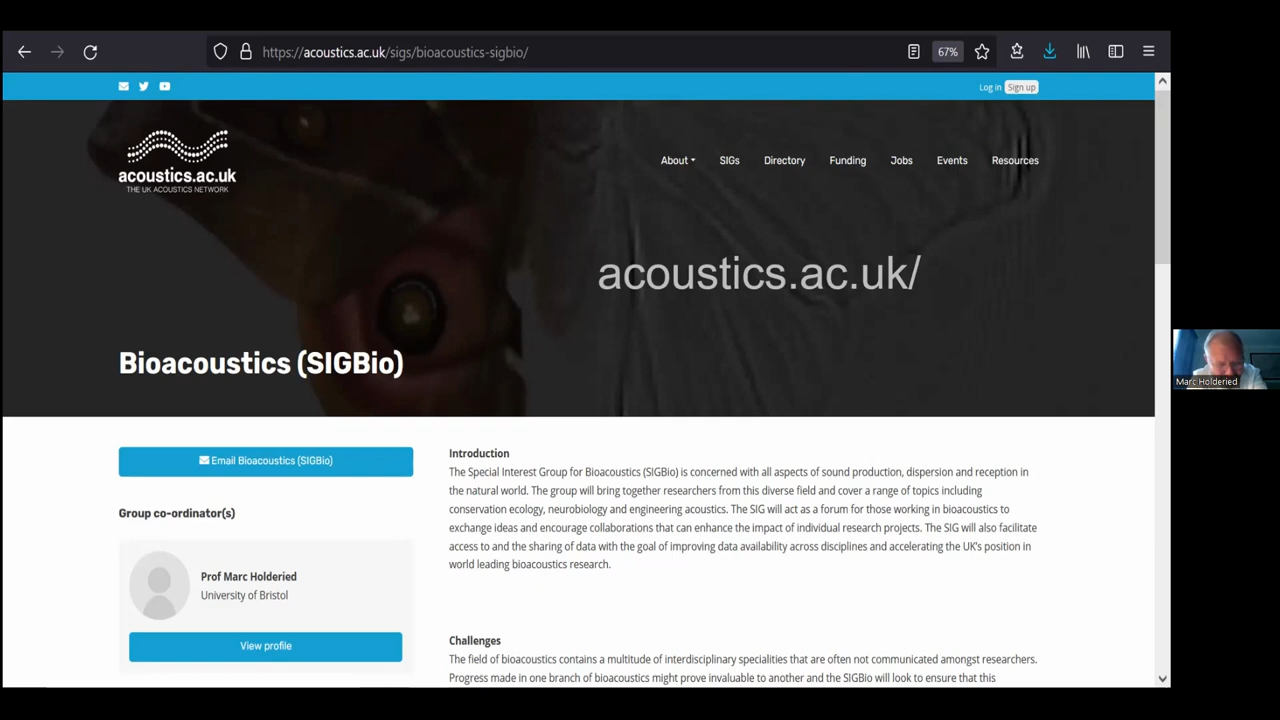 https://acoustics.ac.uk/sigs/bioacoustics-sigbio/
67%
Log in Sign up
acoustics.ac.uk
THE UK ACOUSTICS NETWORK
About SIGs Directory Funding Jobs Events Resources
acoustics.ac.uk/
Bioacoustics (SIGBio)
Email Bioacoustics (SIGBio)
Group co-ordinator(s)
Prof Marc Holderied
University of Bristol
View profile
Introduction
The Special Interest Group for Bioacoustics (SIGBio) is concerned with all aspects of sound production, dispersion and reception in
the natural world. The group will bring together researchers from this diverse field and cover a range of topics including
conservation ecology, neurobiology and engineering acoustics. The SIG will act as a forum for those working in bioacoustics to
exchange ideas and encourage collaborations that can enhance the impact of individual research projects. The SIG will also facilitate
access to and the sharing of data with the goal of improving data availability across disciplines and accelerating the UK's position in
world leading bioacoustics research.
Challenges
The field of bioacoustics contains a multitude of interdisciplinary specialities that are often not communicated amongst researchers.
Progress made in one branch of bioacoustics might prove invaluable to another and the SIGBio will look to ensure that this
Marc Holderied